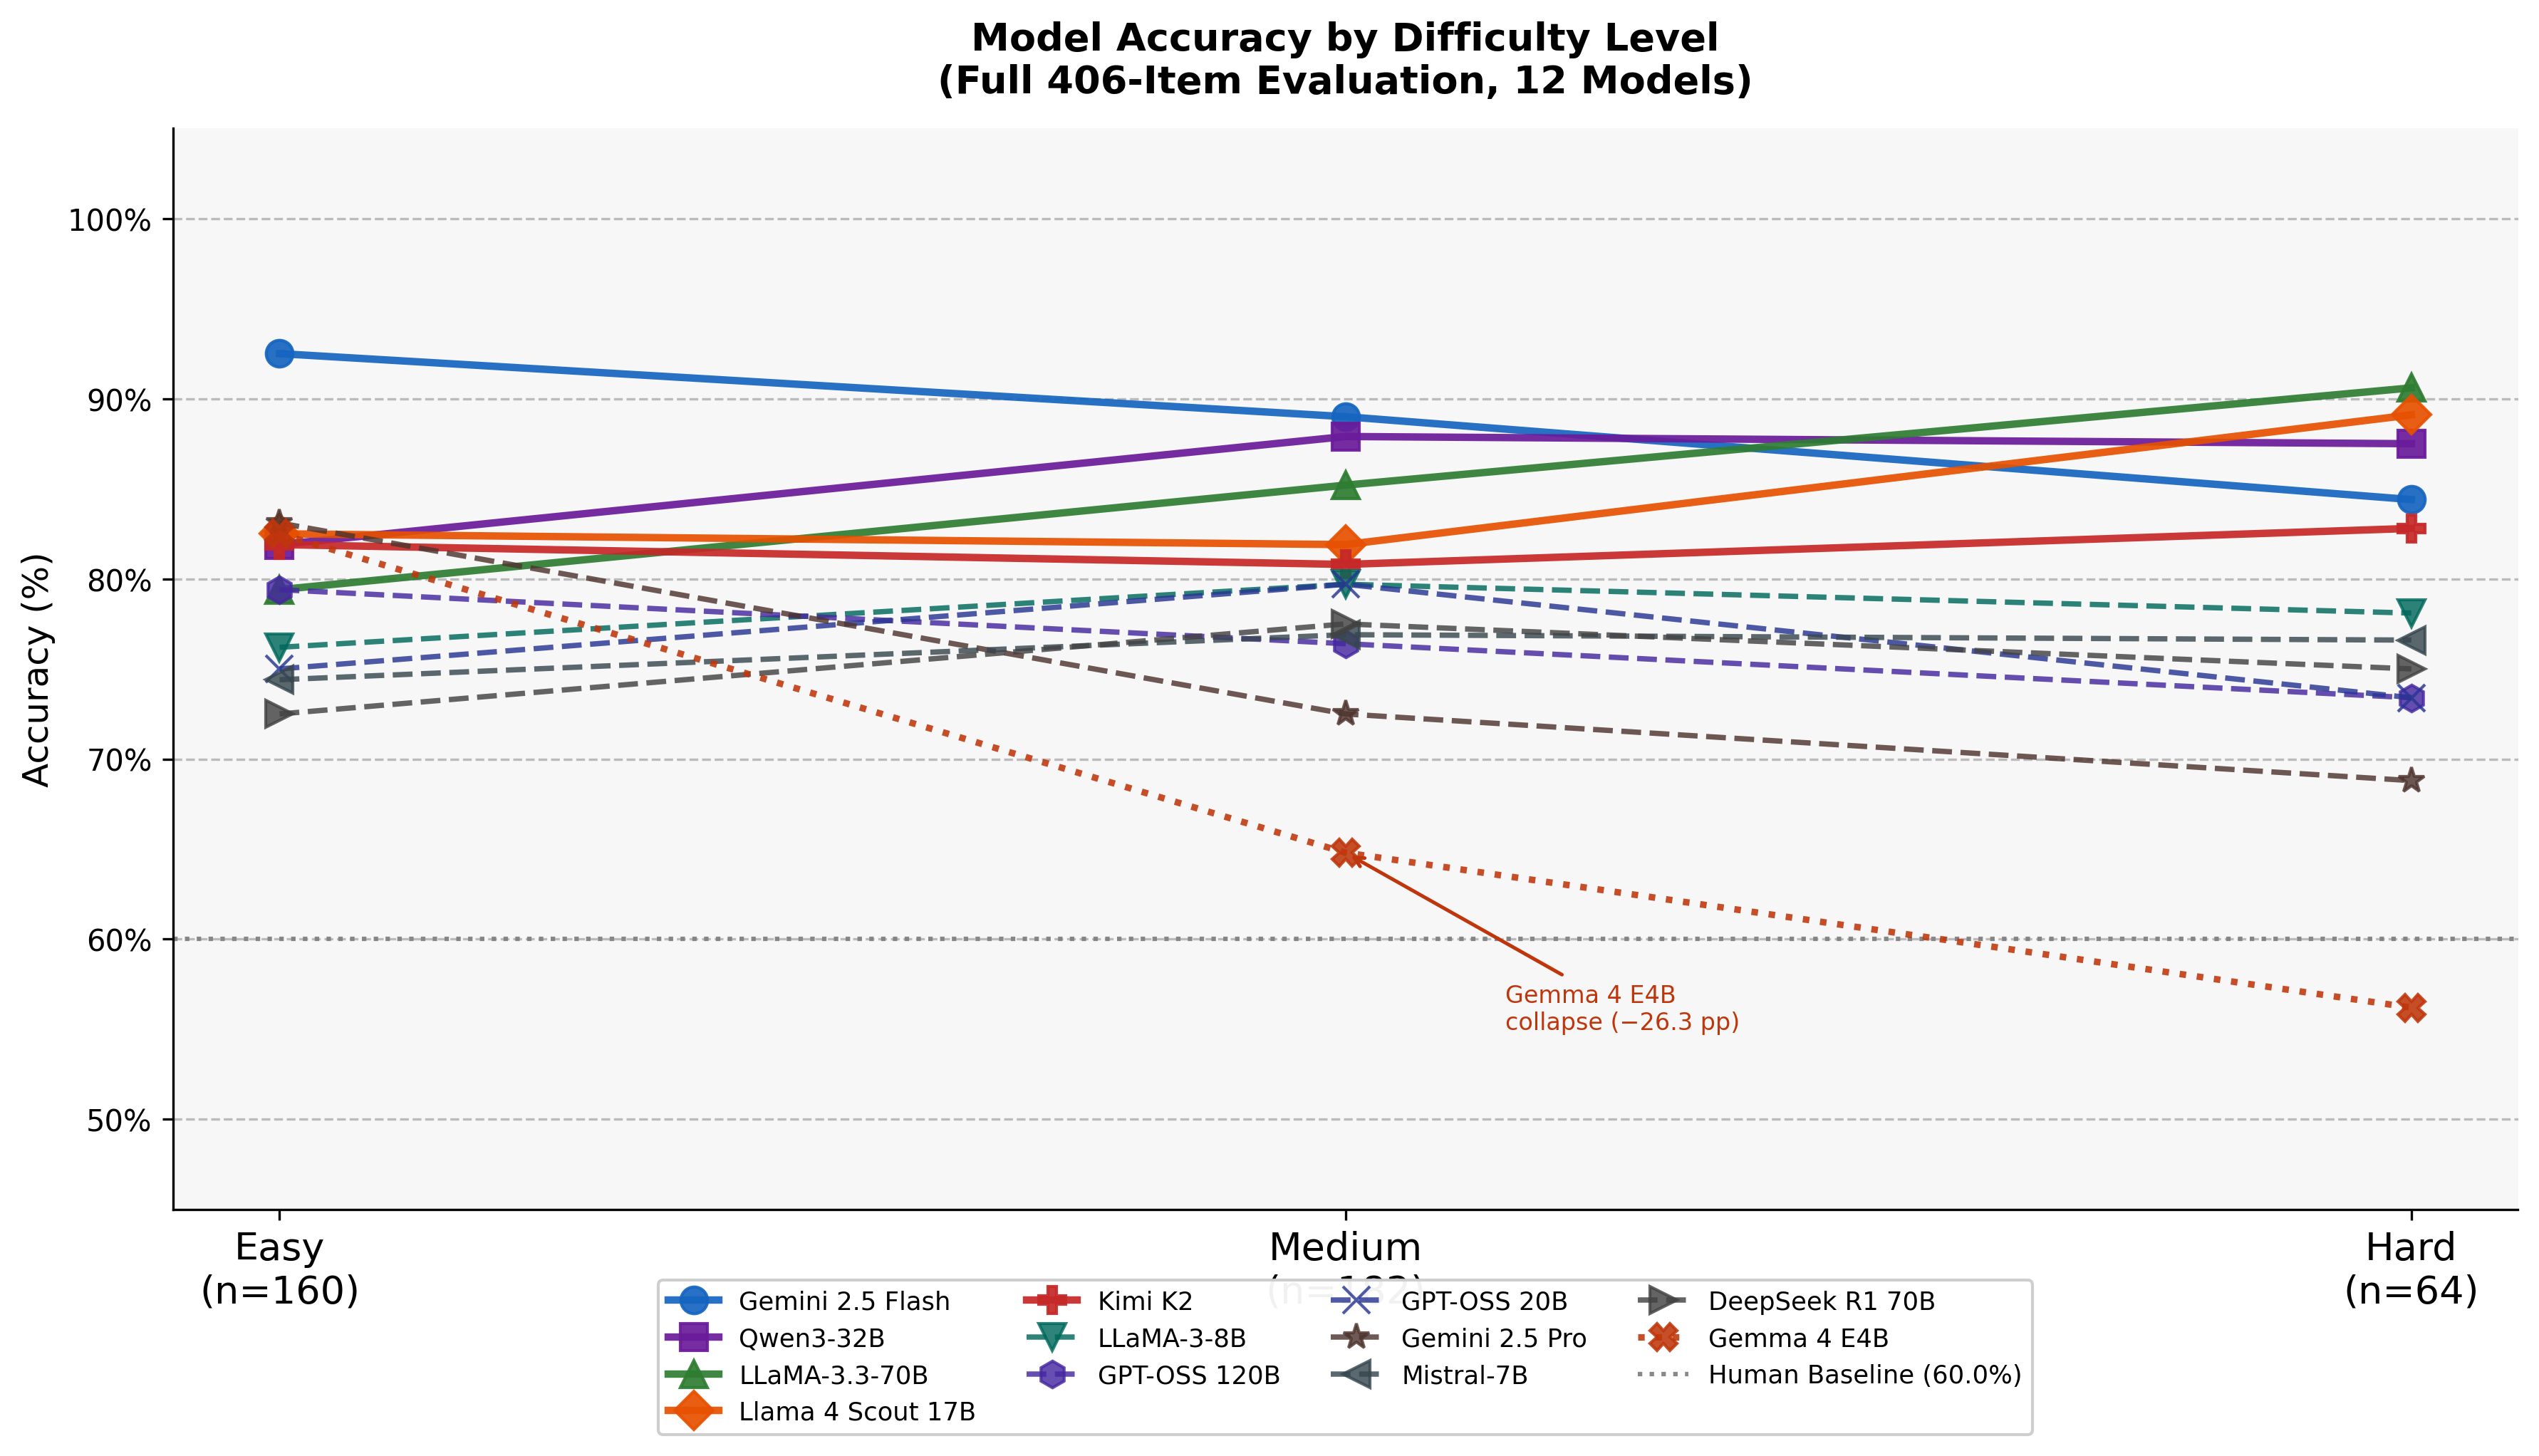 Model Accuracy by Difficulty Level
(Full 406-Item Evaluation, 12 Models)
Accuracy (%)
100%
90%
80%
70%
60%
50%
Gemma 4 E4B
collapse (−26.3 pp)
Easy
(n=160)
Medium
(n=182)
Hard
(n=64)
Gemini 2.5 Flash
Qwen3-32B
LLaMA-3.3-70B
Llama 4 Scout 17B
Kimi K2
LLaMA-3-8B
GPT-OSS 120B
GPT-OSS 20B
Gemini 2.5 Pro
Mistral-7B
DeepSeek R1 70B
Gemma 4 E4B
Human Baseline (60.0%)